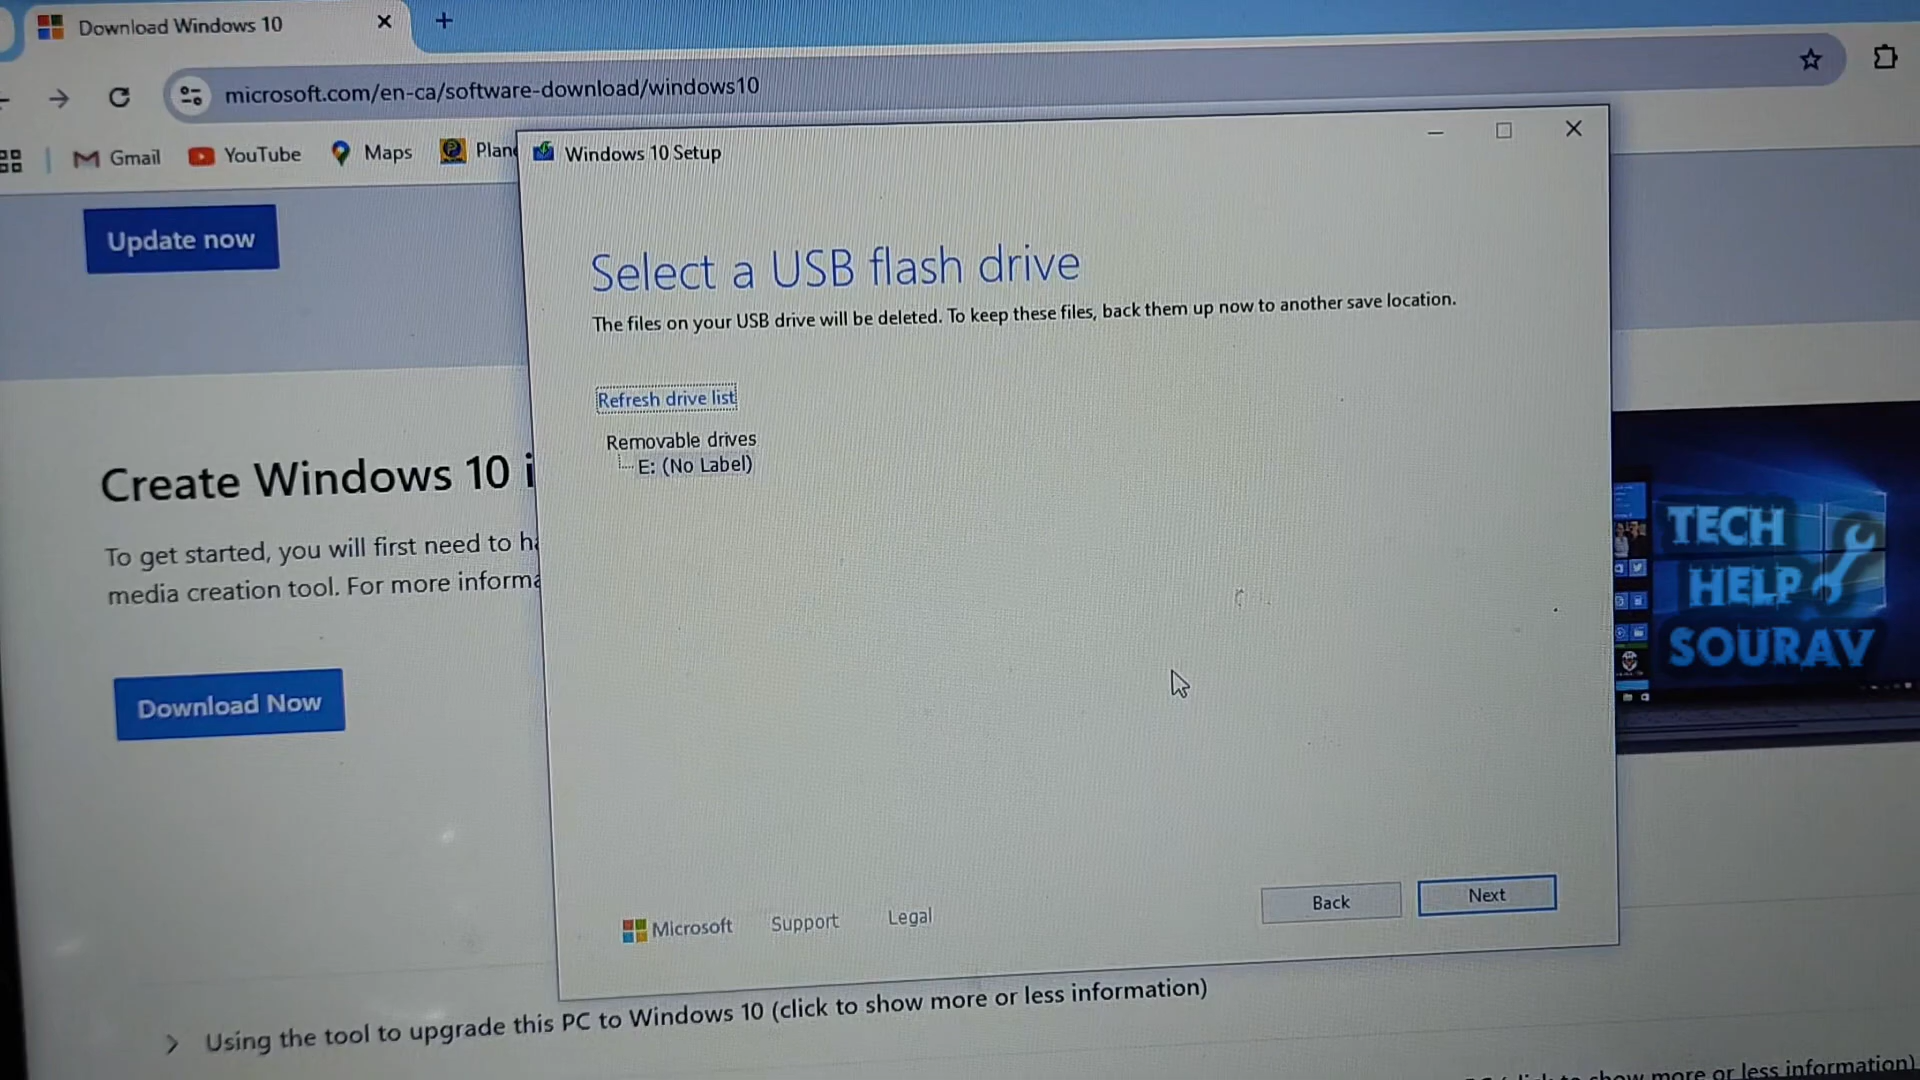 Download Windows 10
microsoft.com/en-ca/software-download/windows10
Gmail
YouTube
Maps
Windows 10 Setup
Update now
Select a USB flash drive
The files on your USB drive will be deleted. To keep these files, back them up now to another save location.
Refresh drive list
Removable drives
E: (No Label)
Create Windows 10
To get started, you will first need to
media creation tool. For more
TECH
HELP
SOURAV
Download Now
Back
Next
Microsoft
Support
Legal
Using the tool to upgrade this PC to Windows 10 (click to show more or less information)
show more or less information)